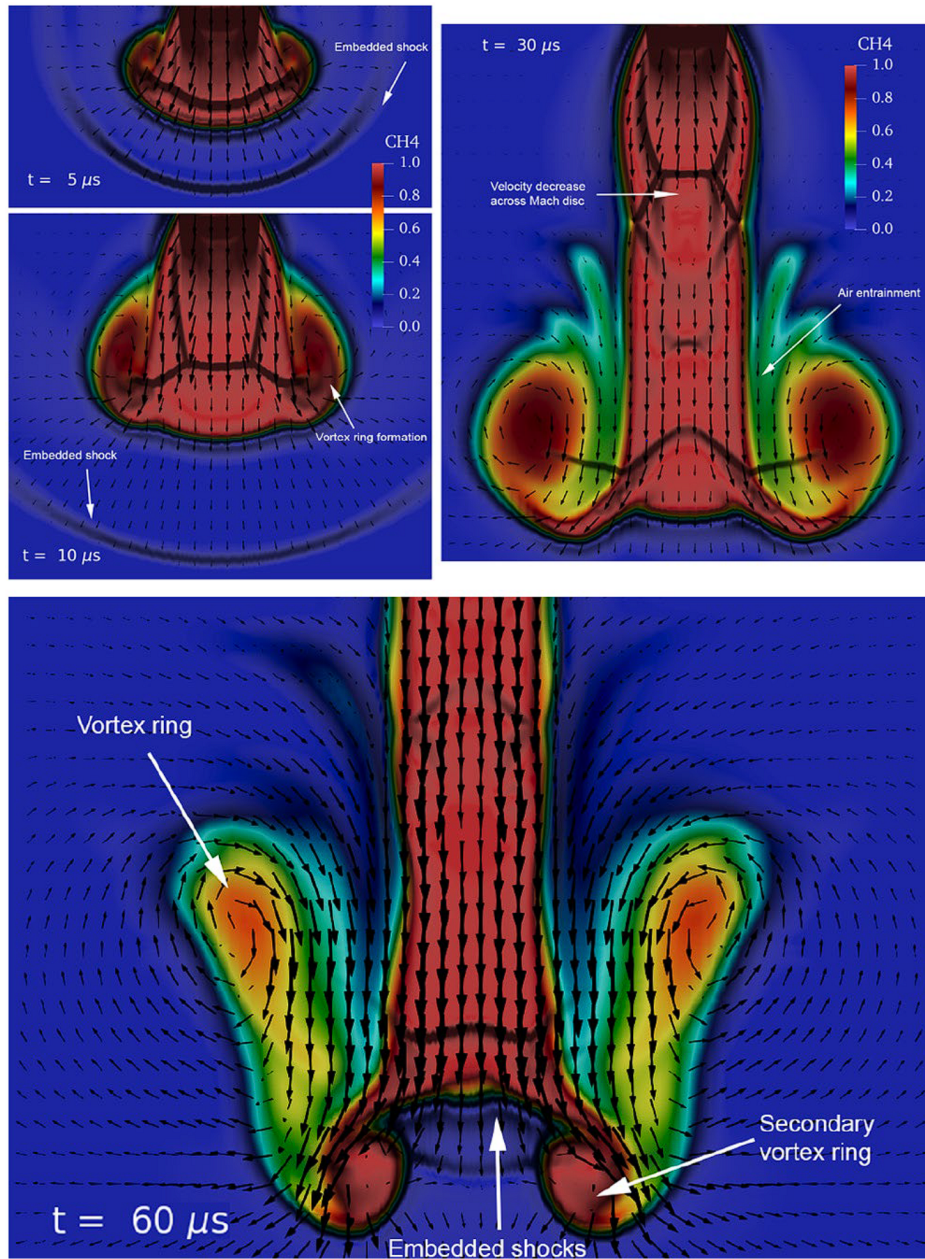 Embedded shock
t = 5 µs
CH4
1.0
0.8
0.6
0.4
0.2
0.0
Vortex ring formation
Embedded shock
t = 10 µs
t = 30 µs
CH4
1.0
0.8
0.6
0.4
0.2
0.0
Velocity decrease
across Mach disc
Air entrainment
Vortex ring
Secondary
vortex ring
t = 60 µs
Embedded shocks